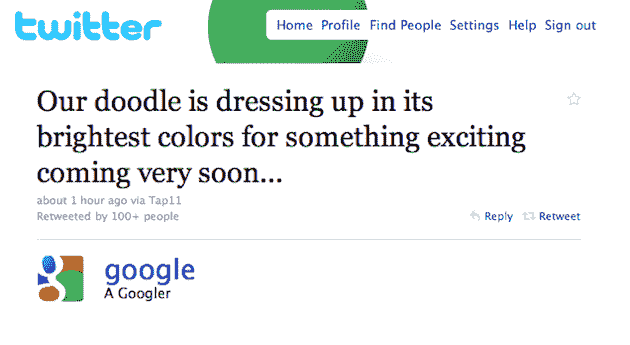 twitter
Home Profile Find People Settings Help Sign out
Our doodle is dressing up in its
brightest colors for something exciting
coming very soon...
about 1 hour ago via Tap11
Retweeted by 100+ people
Reply Retweet
google
A Googler